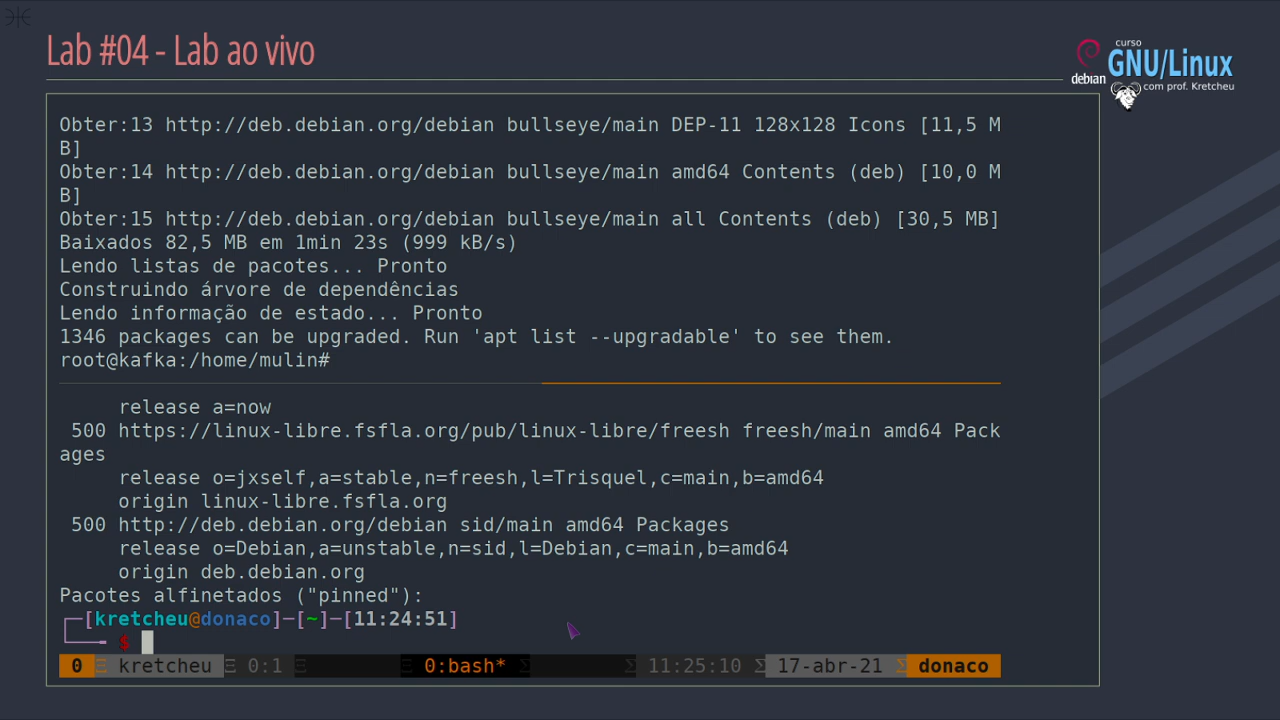 Lab #04 - Lab ao vivo
curso
GNU/Linux
debian
com prof. Kretcheu
Obter:13 http://deb.debian.org/debian bullseye/main DEP-11 128x128 Icons [11,5 M
B]
Obter:14 http://deb.debian.org/debian bullseye/main amd64 Contents (deb) [10,0 M
B]
Obter:15 http://deb.debian.org/debian bullseye/main all Contents (deb) [30,5 MB]
Baixados 82,5 MB em 1min 23s (999 kB/s)
Lendo listas de pacotes... Pronto
Construindo árvore de dependências
Lendo informação de estado... Pronto
1346 packages can be upgraded. Run 'apt list --upgradable' to see them.
root@kafka:/home/mulin#
release a=now
500 https://linux-libre.fsfla.org/pub/linux-libre/freesh freesh/main amd64 Pack
ages
release o=jxself,a=stable,n=freesh,l=Trisquel,c=main,b=amd64
origin linux-libre.fsfla.org
500 http://deb.debian.org/debian sid/main amd64 Packages
release o=Debian,a=unstable,n=sid,l=Debian,c=main,b=amd64
origin deb.debian.org
Pacotes alfinetados ("pinned"):
┌─[kretcheu@donaco]─[~]─[11:24:51]
└──╼ $
0 Ξ kretcheu Ξ 0:1 Ξ 0:bash* Σ Σ 11:25:10 Σ 17-abr-21 Σ donaco